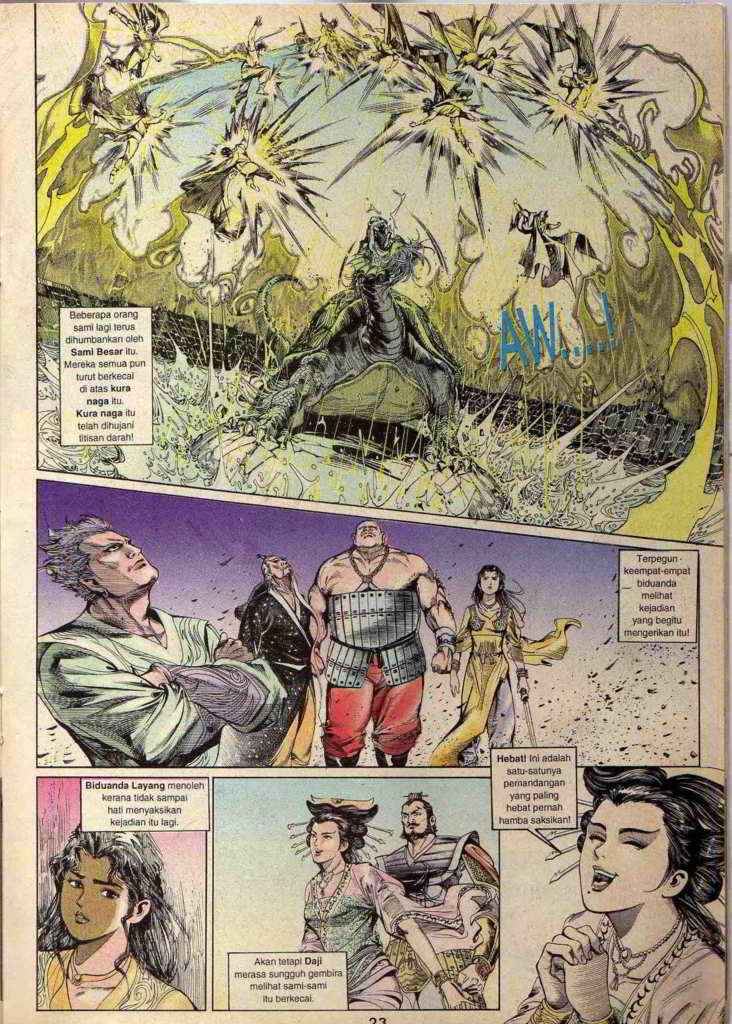 AW.....!
Beberapa orang
sami lagi terus
dihumbankan oleh
Sami Besar itu.
Mereka semua pun
turut berkecai
di atas kura
naga itu.
Kura naga itu
telah dihujani
titisan darah!
Terpegun
keempat-empat
biduanda
melihat
kejadian
yang begitu
mengerikan itu!
Biduanda Layang menoleh
kerana tidak sampai
hati menyaksikan
kejadian itu lagi.
Akan tetapi Daji
merasa sungguh gembira
melihat sami-sami
itu berkecai.
Hebat! Ini adalah
satu-satunya
pemandangan
yang paling
hebat pernah
hamba saksikan!
23